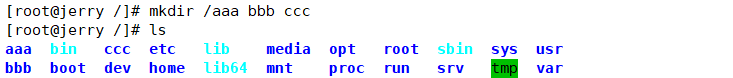 [root@jerry /]# mkdir /aaa bbb ccc
[root@jerry /]# ls
aaa bin ccc etc lib media opt root sbin sys usr
bbb boot dev home lib64 mnt proc run srv tmp var